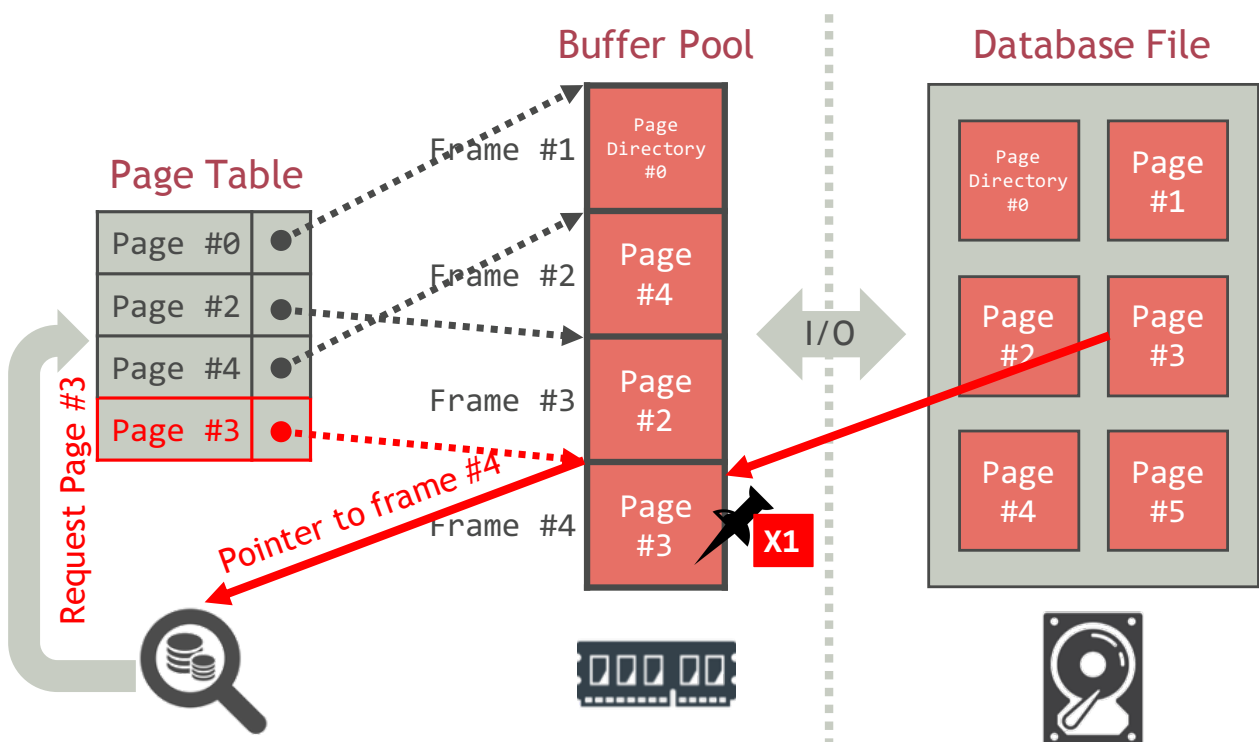 Buffer Pool
Database File
Page Table
Page #0
Page #2
Page #4
Page #3
Request Page #3
Frame #1
Frame #2
Frame #3
Frame #4
Pointer to frame #4
Page
Directory
#0
Page
#4
Page
#2
Page
#3
X1
I/O
Page
Directory
#0
Page
#1
Page
#2
Page
#3
Page
#4
Page
#5